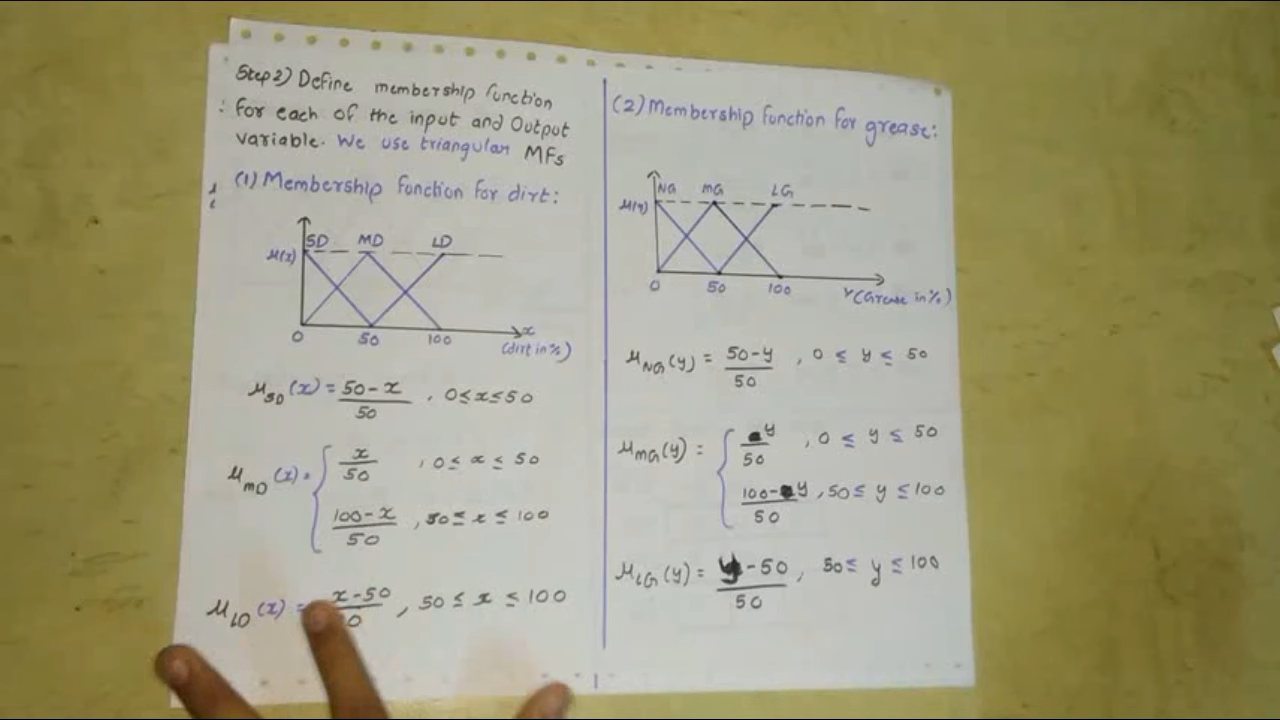 Step2) Define membership function
for each of the input and Output
variable. We use triangular MFs
(1) Membership function for dirt:
SD MD LD
μ(x)
0 50 100 x
(dirt in %)
μSD (x) = 50 - x / 50 , 0 ≤ x ≤ 50
μMD (x) = { x / 50 , 0 ≤ x ≤ 50
100 - x / 50 , 50 ≤ x ≤ 100
μLD (x) = x - 50 / , 50 ≤ x ≤ 100
(2) Membership function for grease:
NG MG LG
μ(y)
0 50 100 Y (Grease in %)
μNG (y) = 50 - y / 50 , 0 ≤ y ≤ 50
μMG (y) = { y / 50 , 0 ≤ y ≤ 50
100 - y / 50 , 50 ≤ y ≤ 100
μLG (y) = y - 50 / 50 , 50 ≤ y ≤ 100